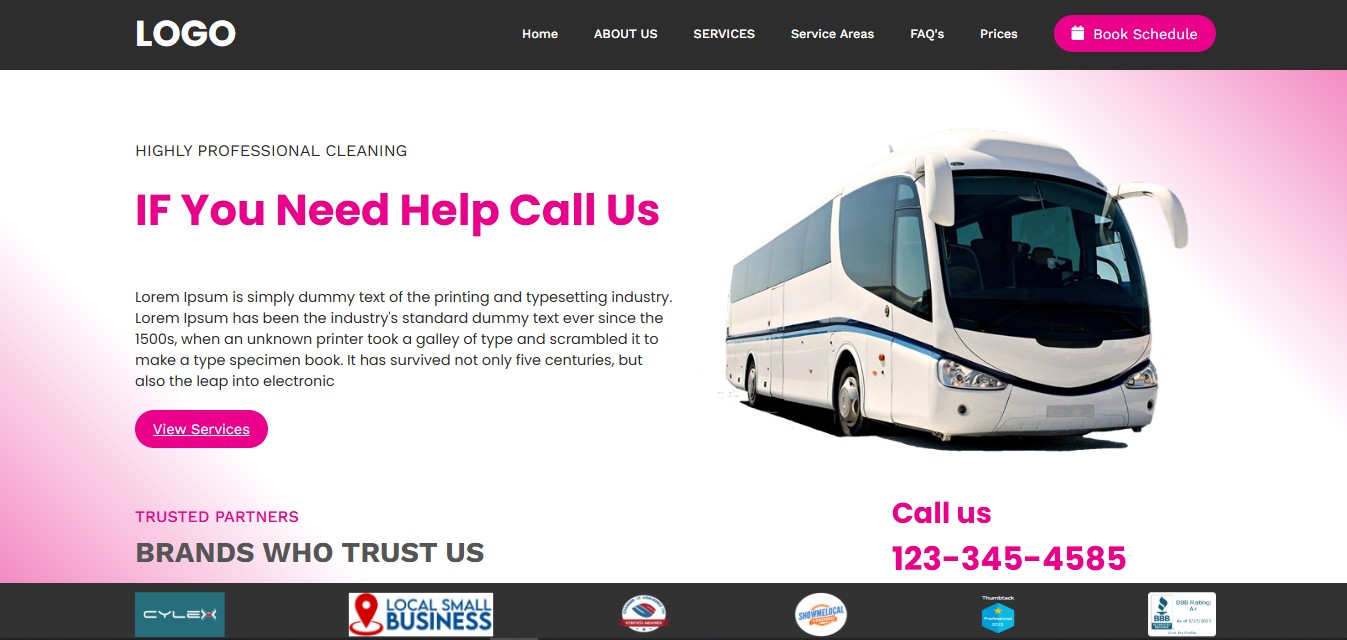 LOGO
Home ABOUT US SERVICES Service Areas FAQ's Prices Book Schedule
HIGHLY PROFESSIONAL CLEANING
IF You Need Help Call Us
Lorem Ipsum is simply dummy text of the printing and typesetting industry.
Lorem Ipsum has been the industry's standard dummy text ever since the
1500s, when an unknown printer took a galley of type and scrambled it to
make a type specimen book. It has survived not only five centuries, but
also the leap into electronic
View Services
TRUSTED PARTNERS
BRANDS WHO TRUST US
Call us
123-345-4585
CYLEX
LOCAL SMALL
BUSINESS
VERIFIED MEMBER
SHOWMELOCAL
Thumbtack
Professional
2022
BBB
BBB Rating:
A+